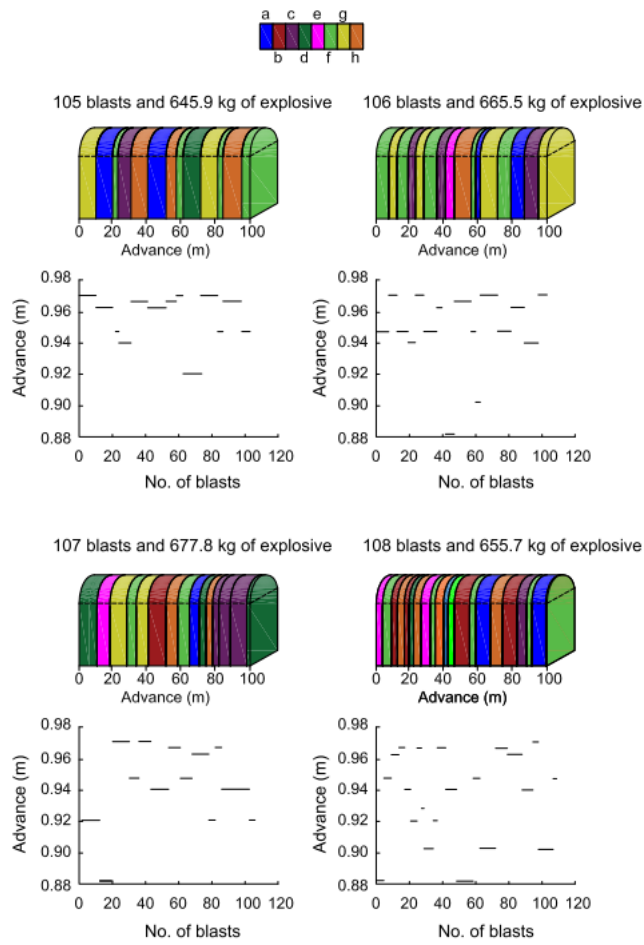 a c e g
b d f h
105 blasts and 645.9 kg of explosive
106 blasts and 665.5 kg of explosive
0 20 40 60 80 100
Advance (m)
0 20 40 60 80 100
Advance (m)
0.98
0.96
0.94
0.92
0.90
0.88
Advance (m)
0 20 40 60 80 100 120
No. of blasts
0.98
0.96
0.94
0.92
0.90
0.88
Advance (m)
0 20 40 60 80 100 120
No. of blasts
107 blasts and 677.8 kg of explosive
108 blasts and 655.7 kg of explosive
0 20 40 60 80 100
Advance (m)
0 20 40 60 80 100
Advance (m)
0.98
0.96
0.94
0.92
0.90
0.88
Advance (m)
0 20 40 60 80 100 120
No. of blasts
0.98
0.96
0.94
0.92
0.90
0.88
Advance (m)
0 20 40 60 80 100 120
No. of blasts